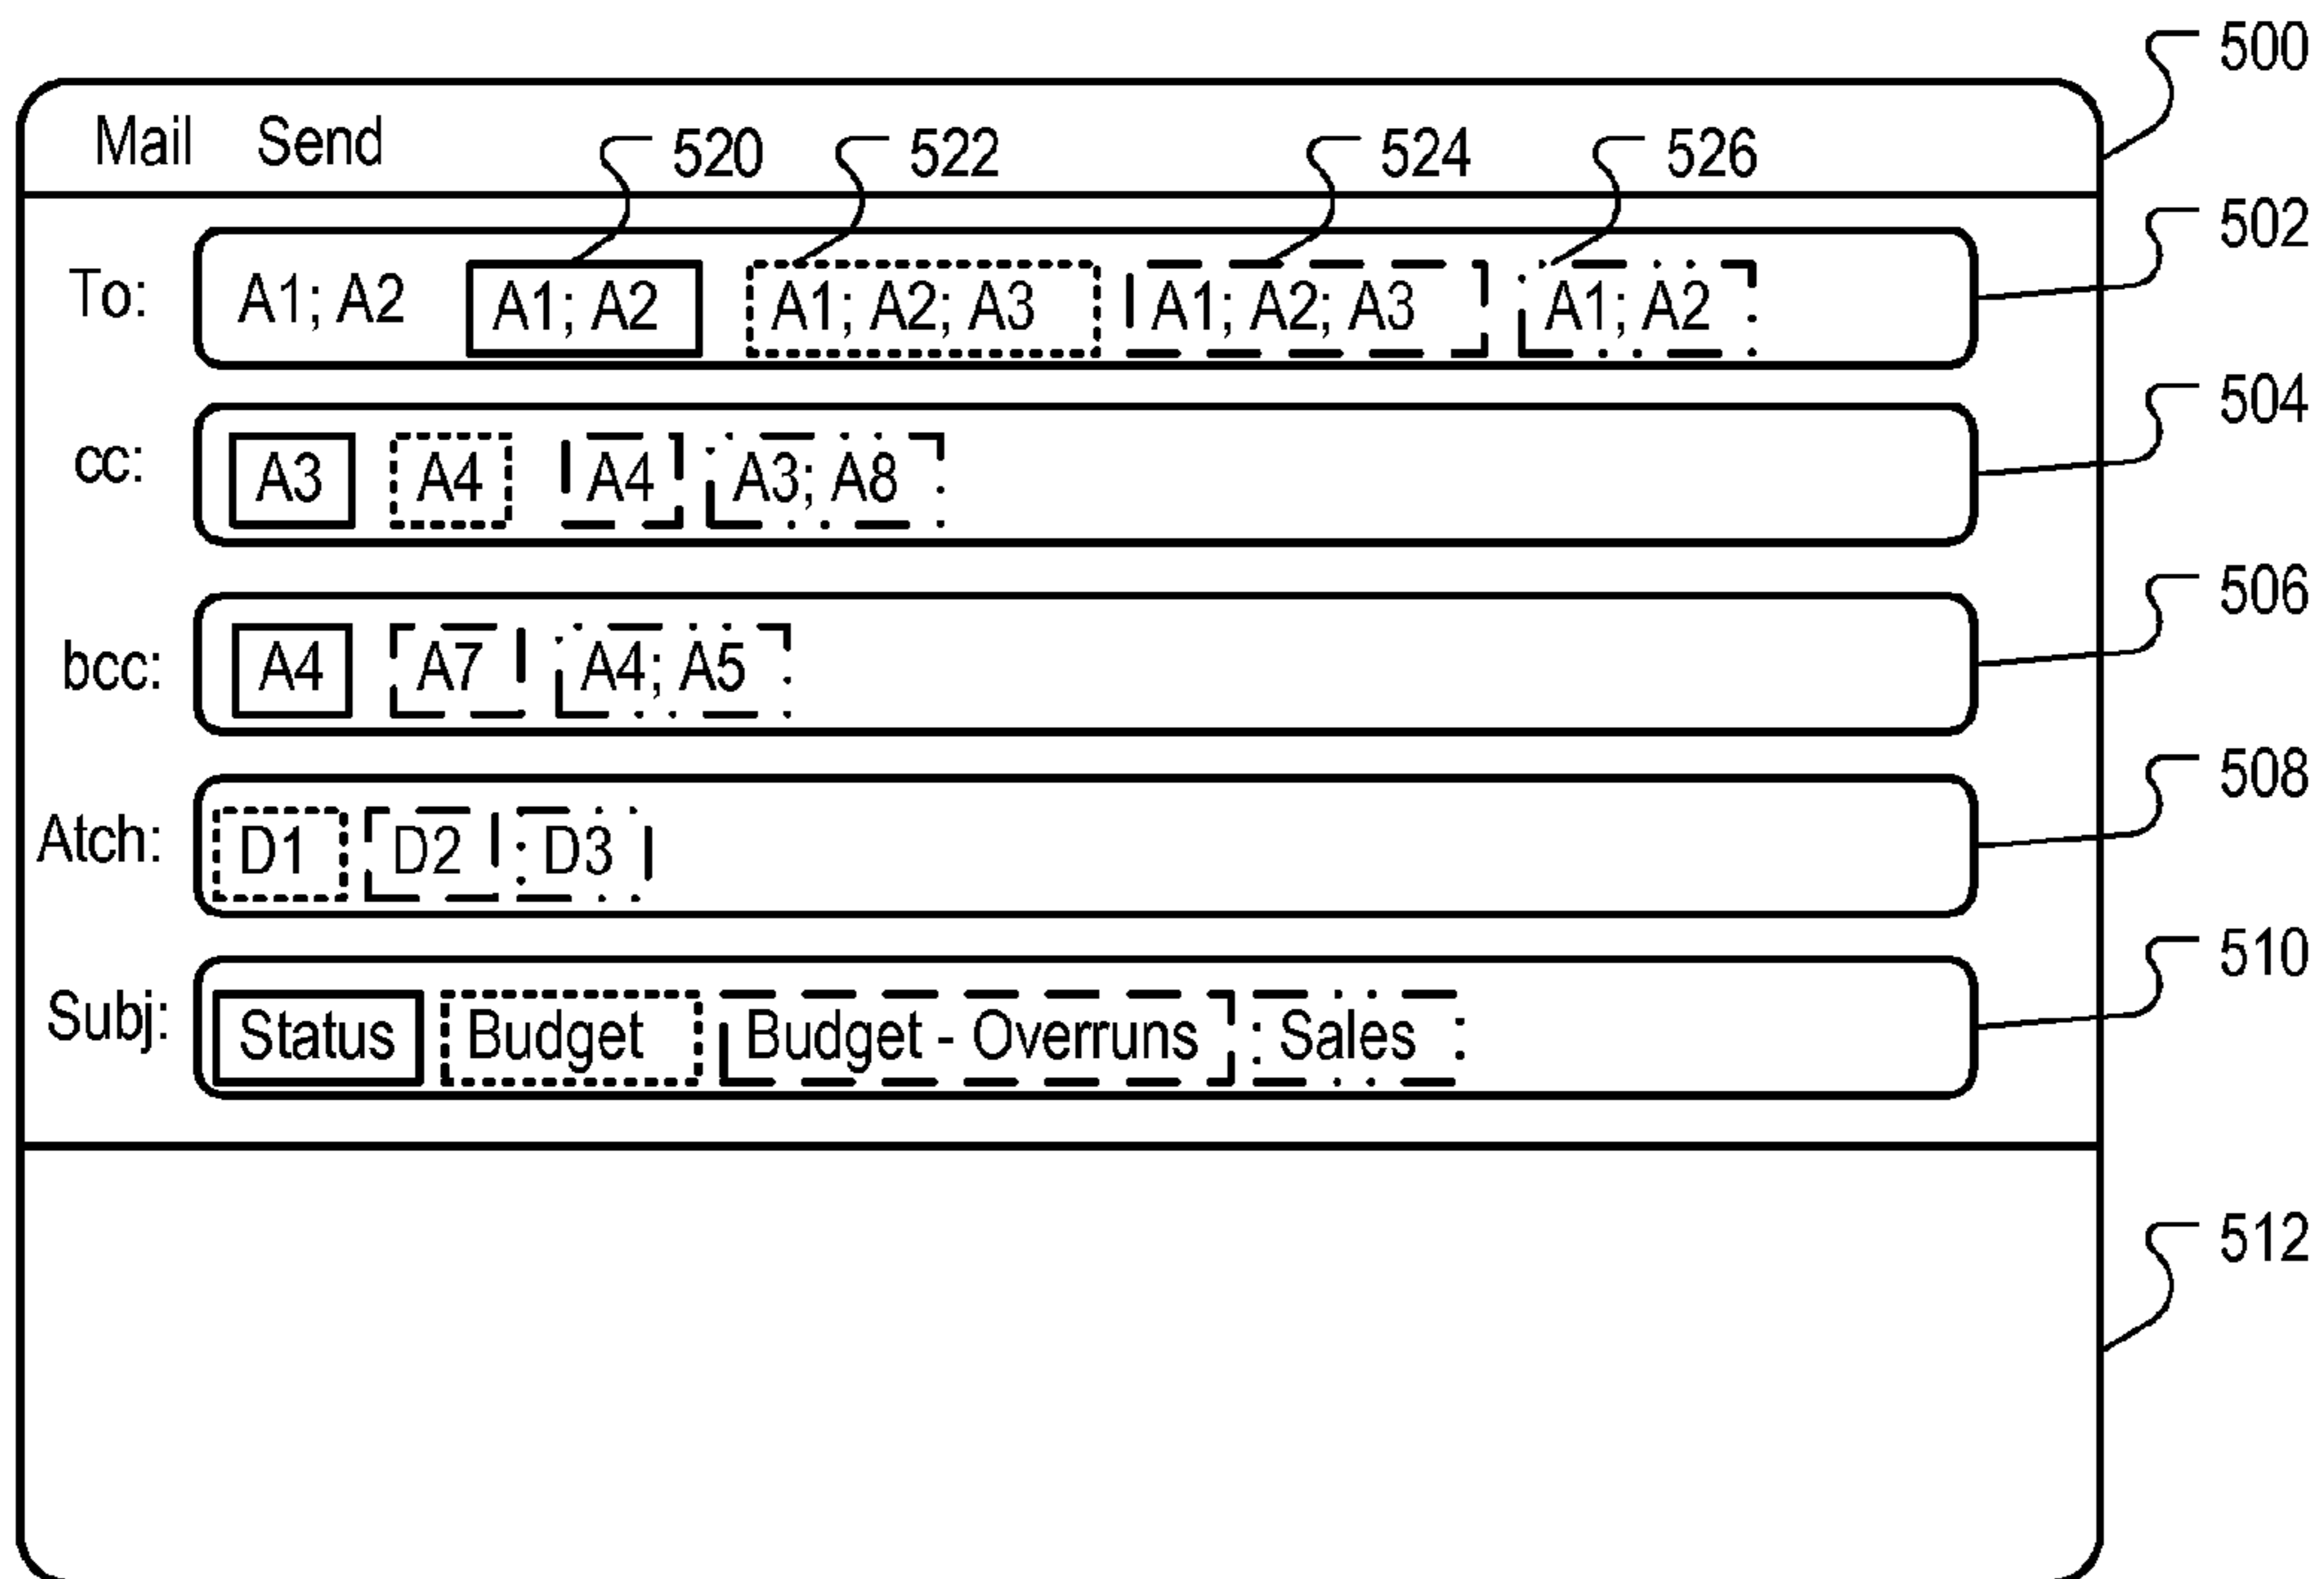 500
Mail Send 520 522 524 526
502
To: A1; A2 A1; A2 A1; A2; A3 A1; A2; A3 A1; A2
504
cc: A3 A4 A4 A3; A8
506
bcc: A4 A7 A4; A5
508
Atch: D1 D2 D3
510
Subj: Status Budget Budget - Overruns Sales
512